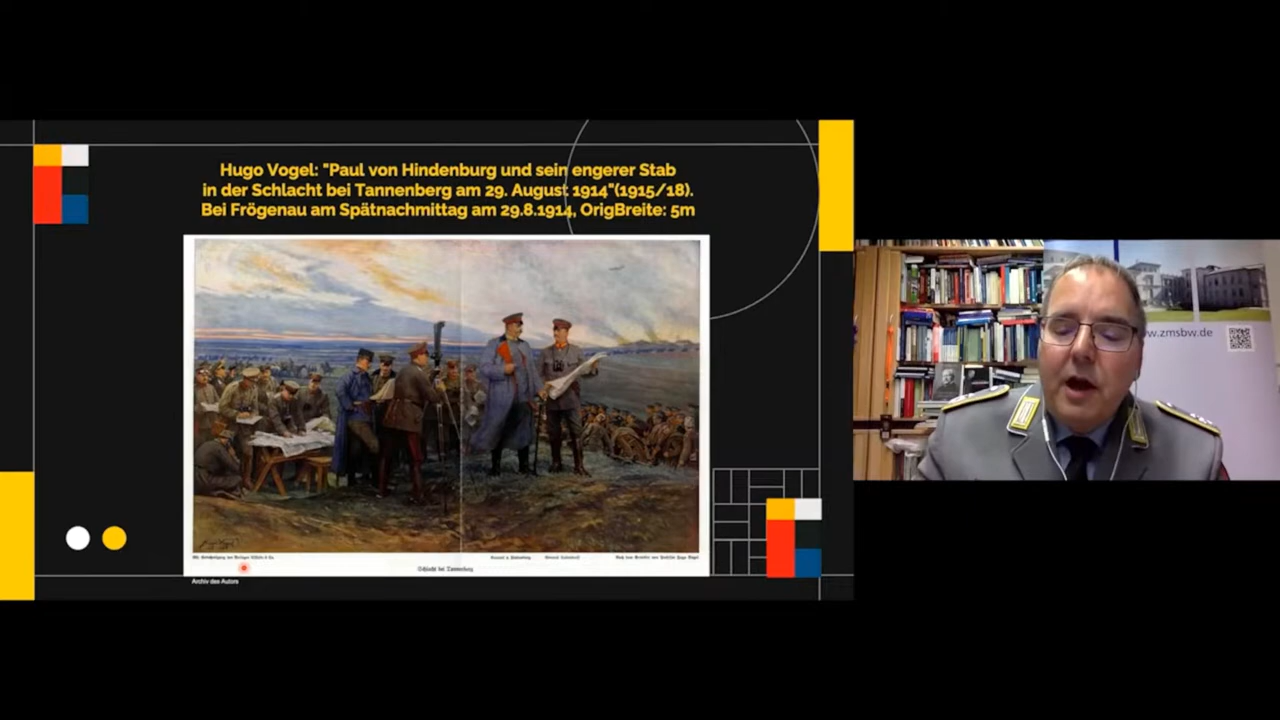 Hugo Vogel: "Paul von Hindenburg und sein engerer Stab
in der Schlacht bei Tannenberg am 29. August 1914"(1915/18).
Bei Frögenau am Spätnachmittag am 29.8.1914, OrigBreite: 5m
Schlacht bei Tannenberg
Archiv des Autors
w.zmsbw.de